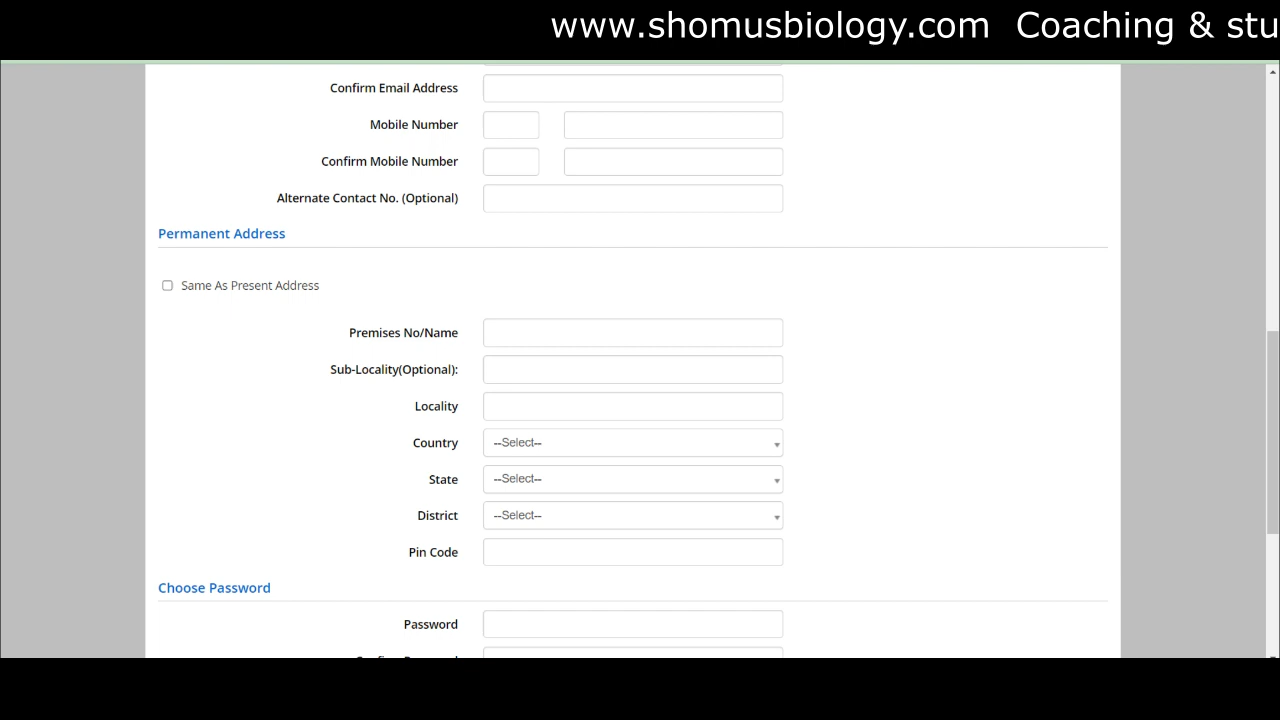 www.shomusbiology.com Coaching & stu
Confirm Email Address
Mobile Number
Confirm Mobile Number
Alternate Contact No. (Optional)
Permanent Address
Same As Present Address
Premises No/Name
Sub-Locality(Optional):
Locality
Country --Select--
State --Select--
District --Select--
Pin Code
Choose Password
Password